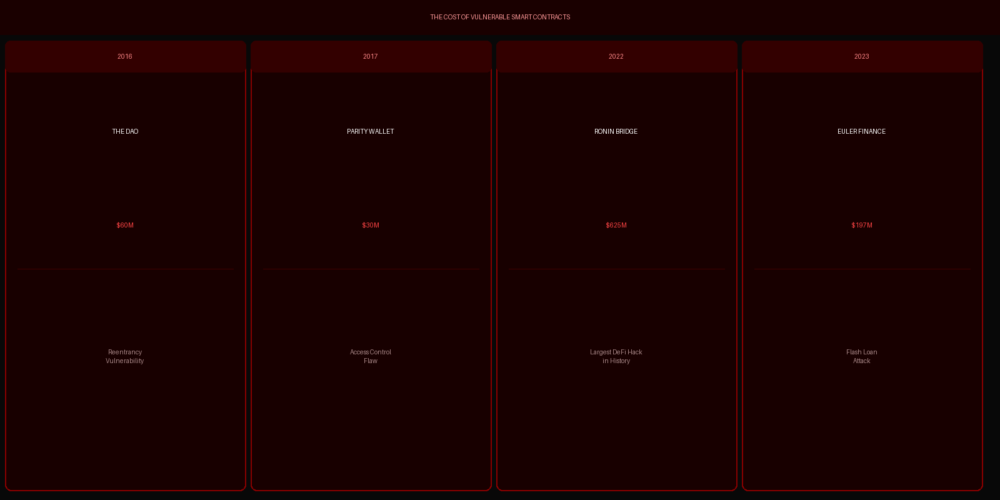 THE COST OF VULNERABLE SMART CONTRACTS
2016
THE DAO
$60M
Reentrancy
Vulnerability
2017
PARITY WALLET
$30M
Access Control
Flaw
2022
RONIN BRIDGE
$625M
Largest DeFi Hack
in History
2023
EULER FINANCE
$197M
Flash Loan
Attack